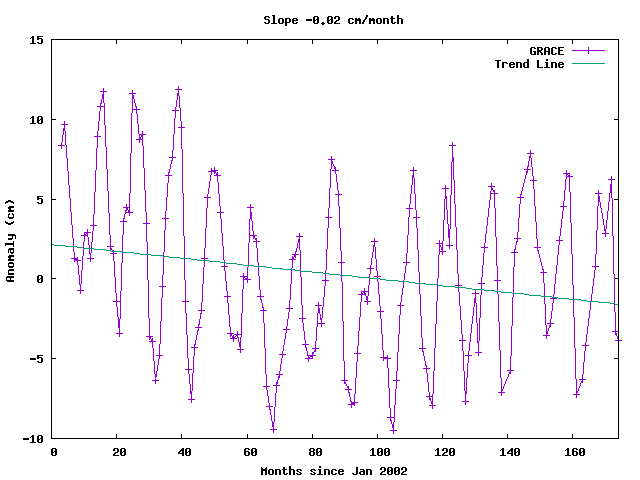 Slope -0.02 cm/month
GRACE
Trend Line
15
10
5
0
-5
-10
Anomaly (cm)
0 20 40 60 80 100 120 140 160
Months since Jan 2002